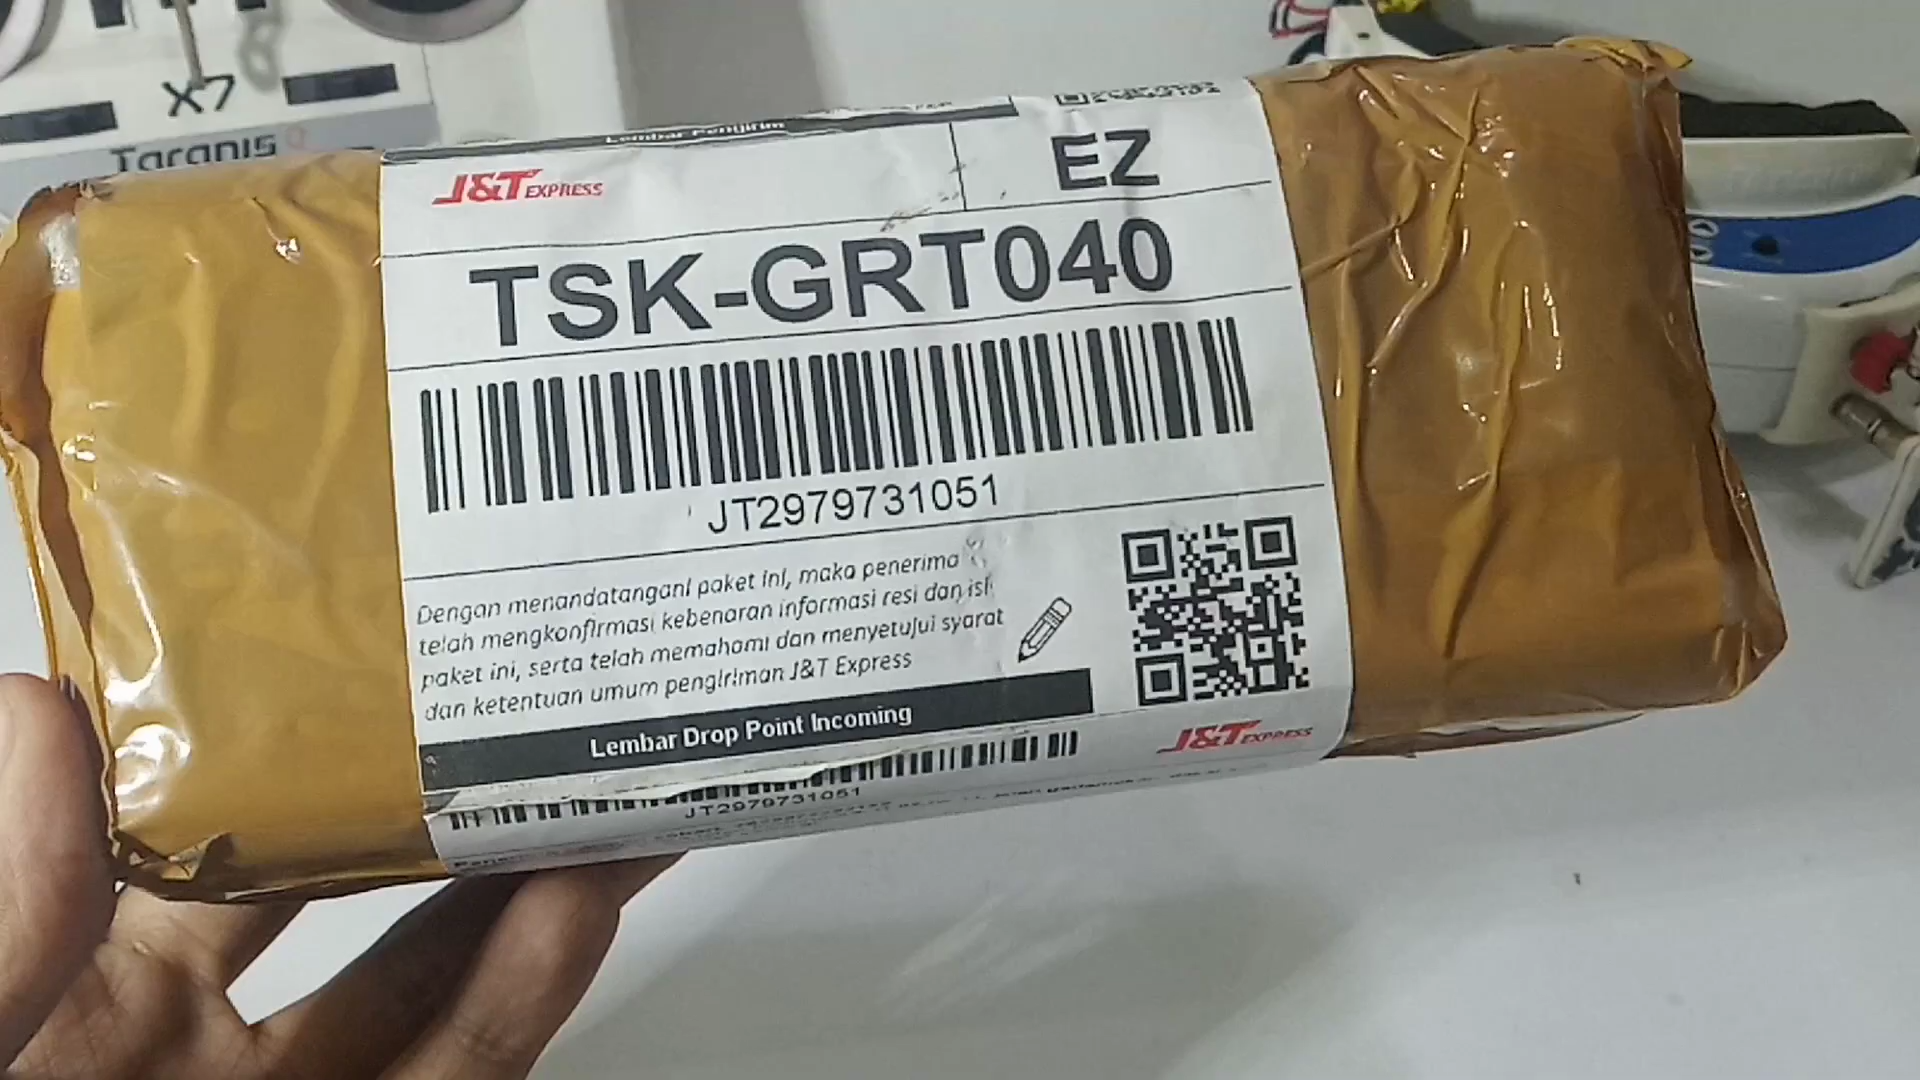 X7
Taranis
Lembar Pengirim
J&T EXPRESS
EZ
TSK-GRT040
JT2979731051
Dengan menandatangani paket ini, maka penerima
telah mengkonfirmasi kebenaran informasi resi dan isi
paket ini, serta telah memahami dan menyetujui syarat
dan ketentuan umum pengiriman J&T Express
Lembar Drop Point Incoming
J&T EXPRESS
JT2979731051